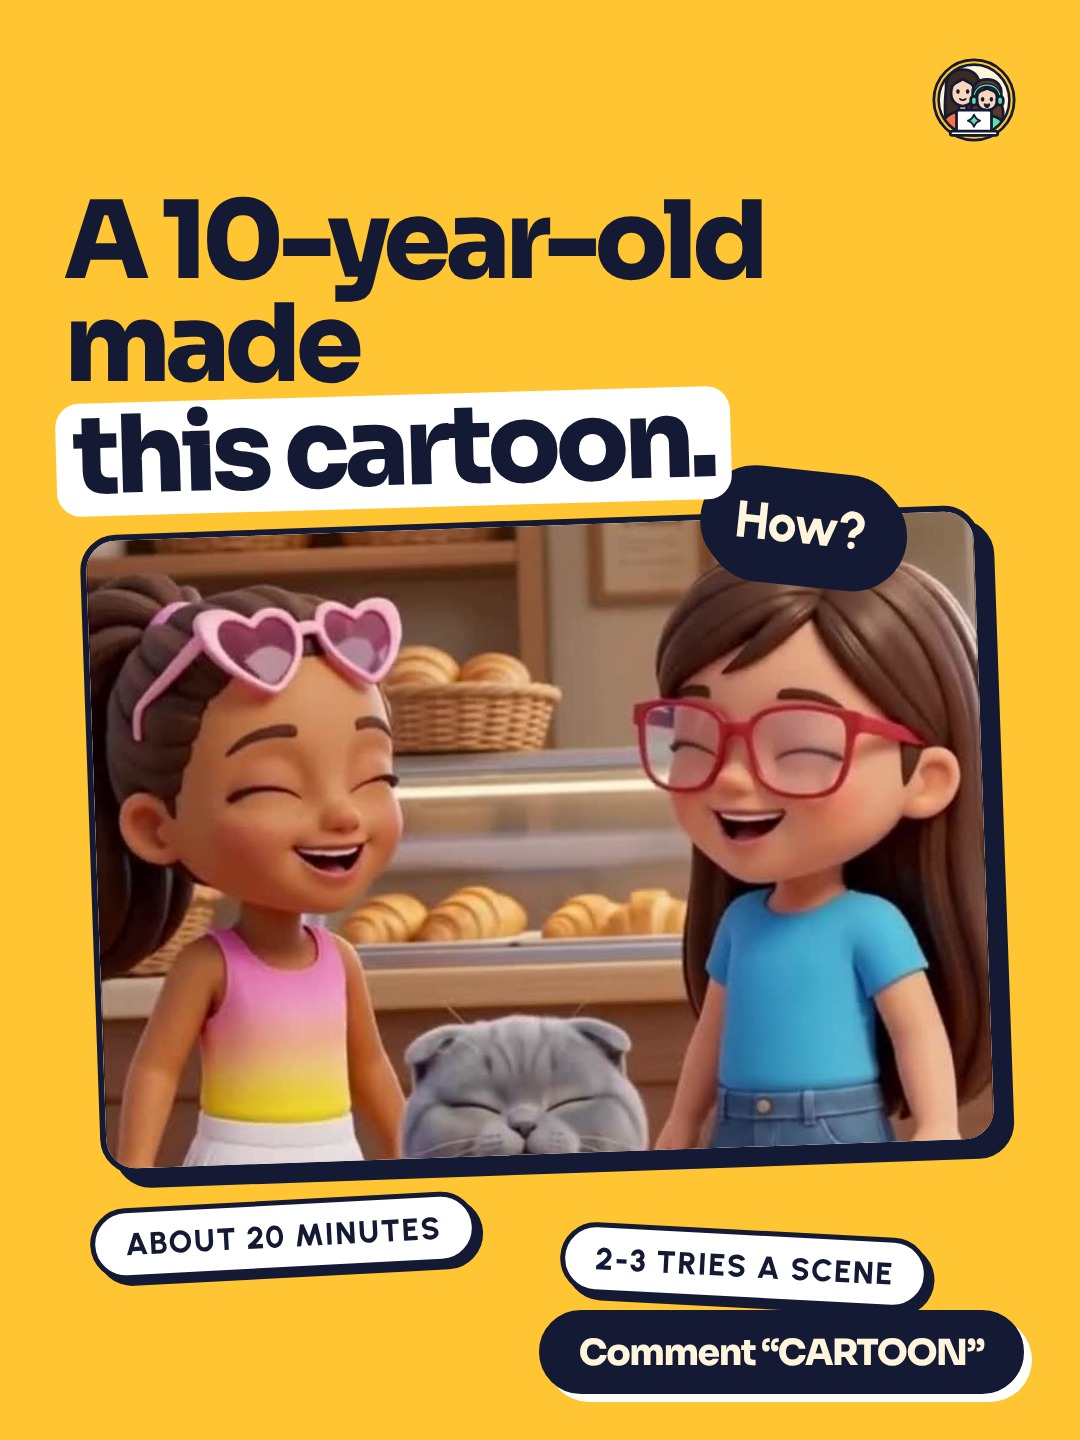 A 10-year-old
made
this cartoon.
How?
ABOUT 20 MINUTES
2-3 TRIES A SCENE
Comment “CARTOON”